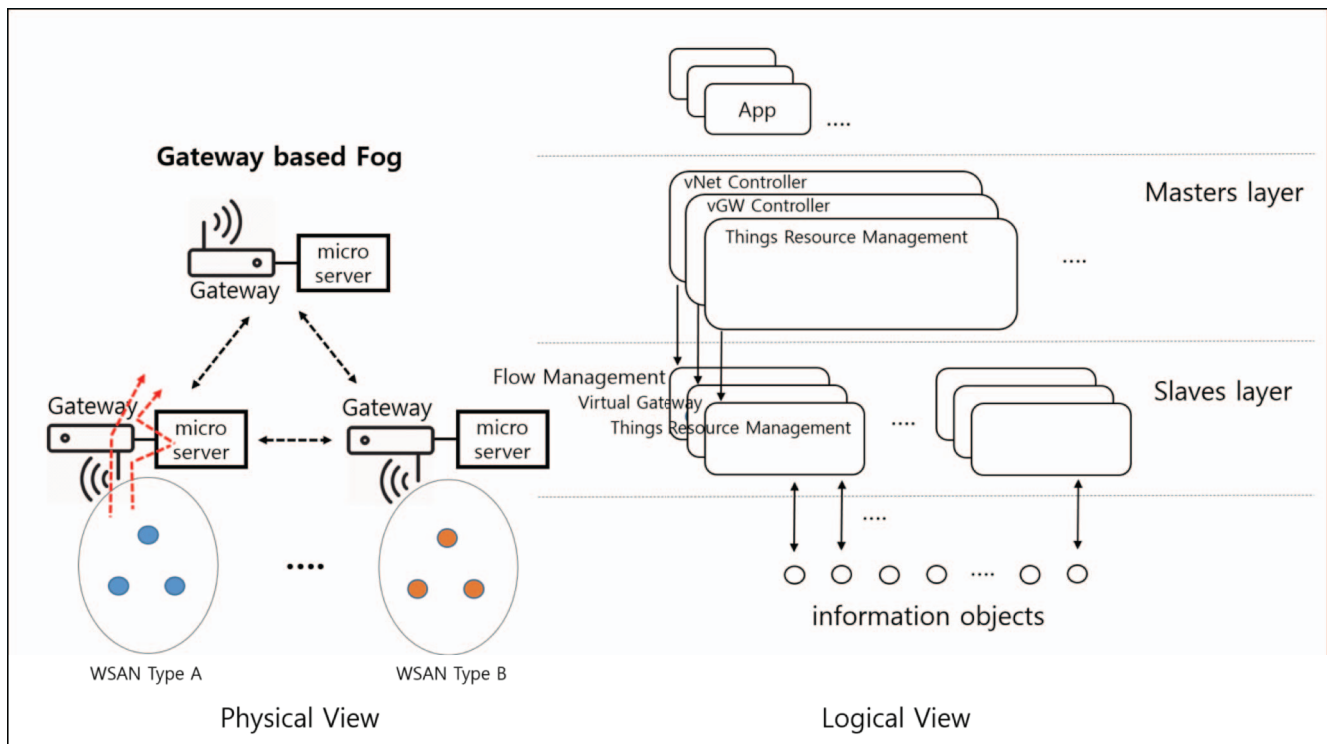 Gateway based Fog
micro
server
Gateway
Gateway
micro
server
Gateway
micro
server
....
WSAN Type A
WSAN Type B
Physical View
App
....
vNet Controller
vGW Controller
Things Resource Management
....
Masters layer
Flow Management
Virtual Gateway
Things Resource Management
....
Slaves layer
....
....
information objects
Logical View